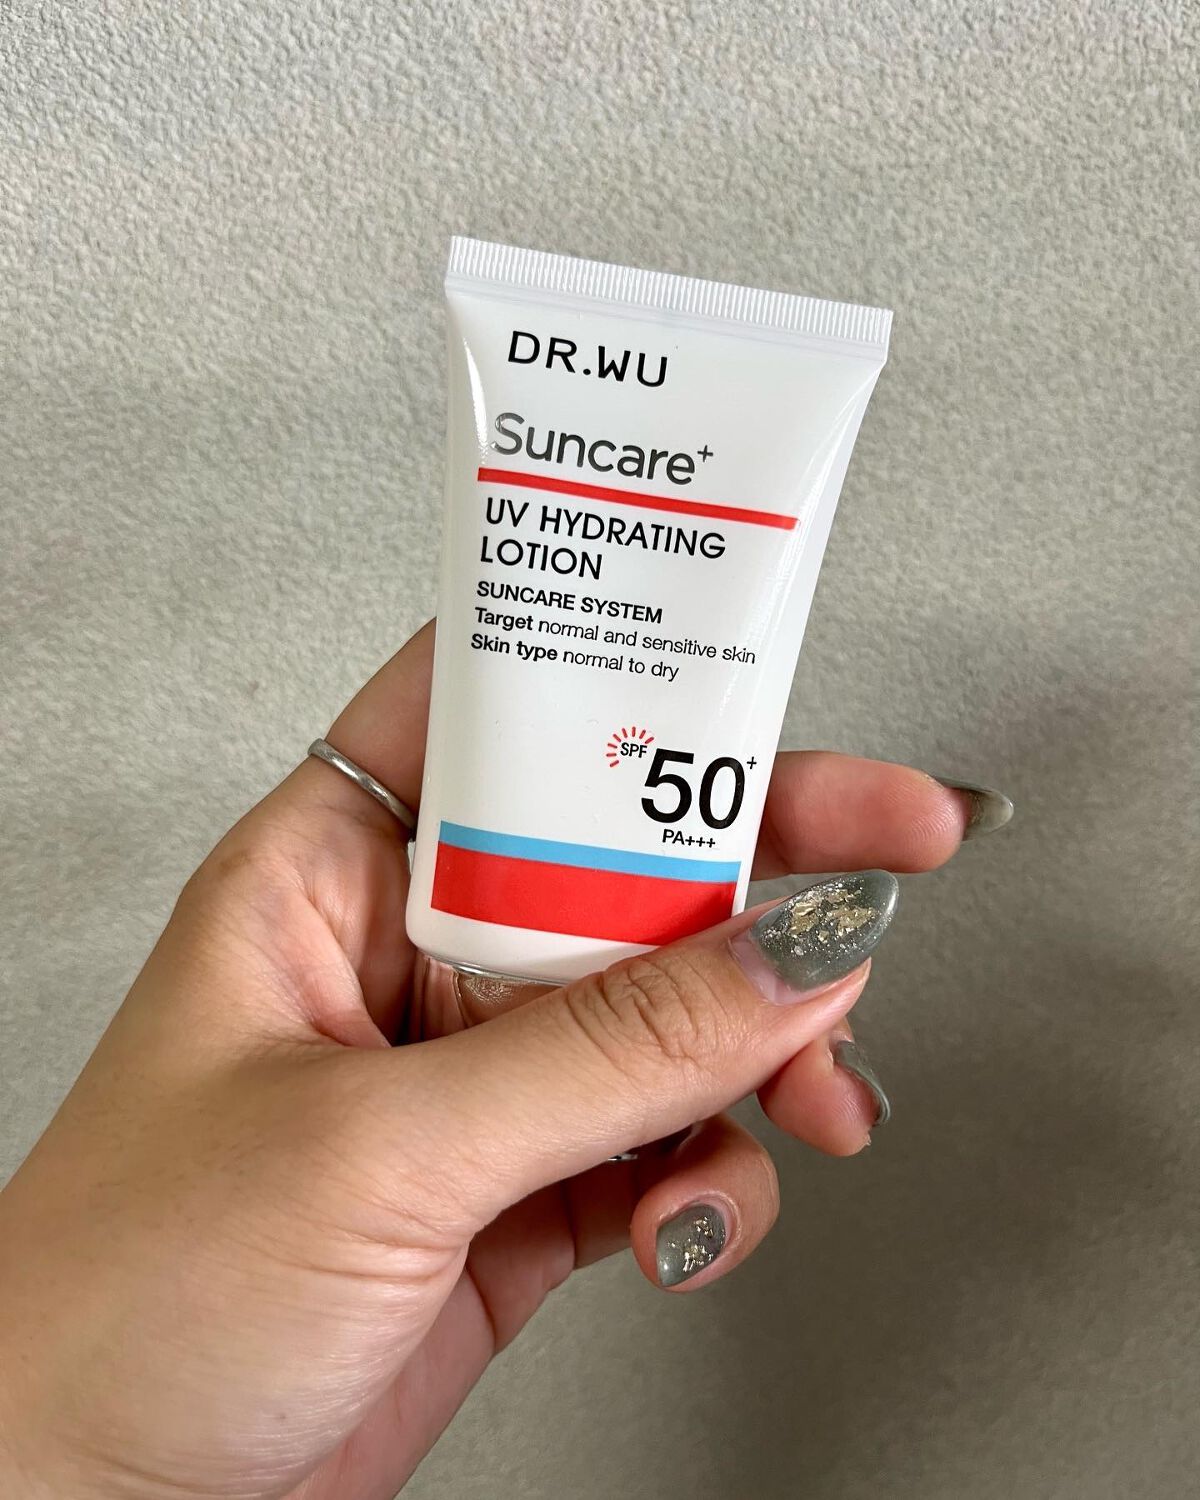 DR.WU
Suncare+
UV HYDRATING
LOTION
SUNCARE SYSTEM
Target normal and sensitive skin
Skin type normal to dry
SPF 50+
PA+++